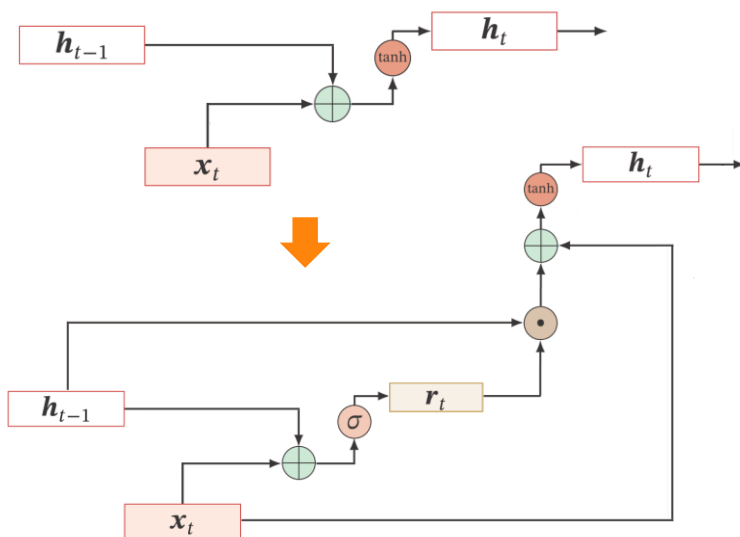 h_{t−1}
tanh
h_t
x_t
h_t
tanh
h_{t−1}
σ
r_t
x_t